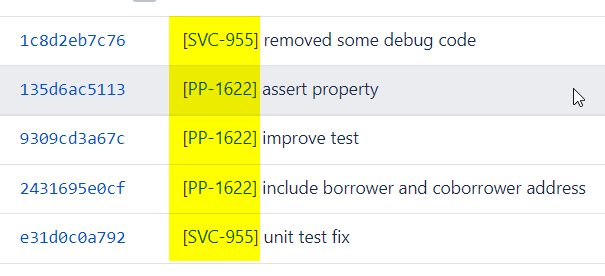 1c8d2eb7c76 [SVC-955] removed some debug code
135d6ac5113 [PP-1622] assert property
9309cd3a67c [PP-1622] improve test
2431695e0cf [PP-1622] include borrower and coborrower address
e31d0c0a792 [SVC-955] unit test fix